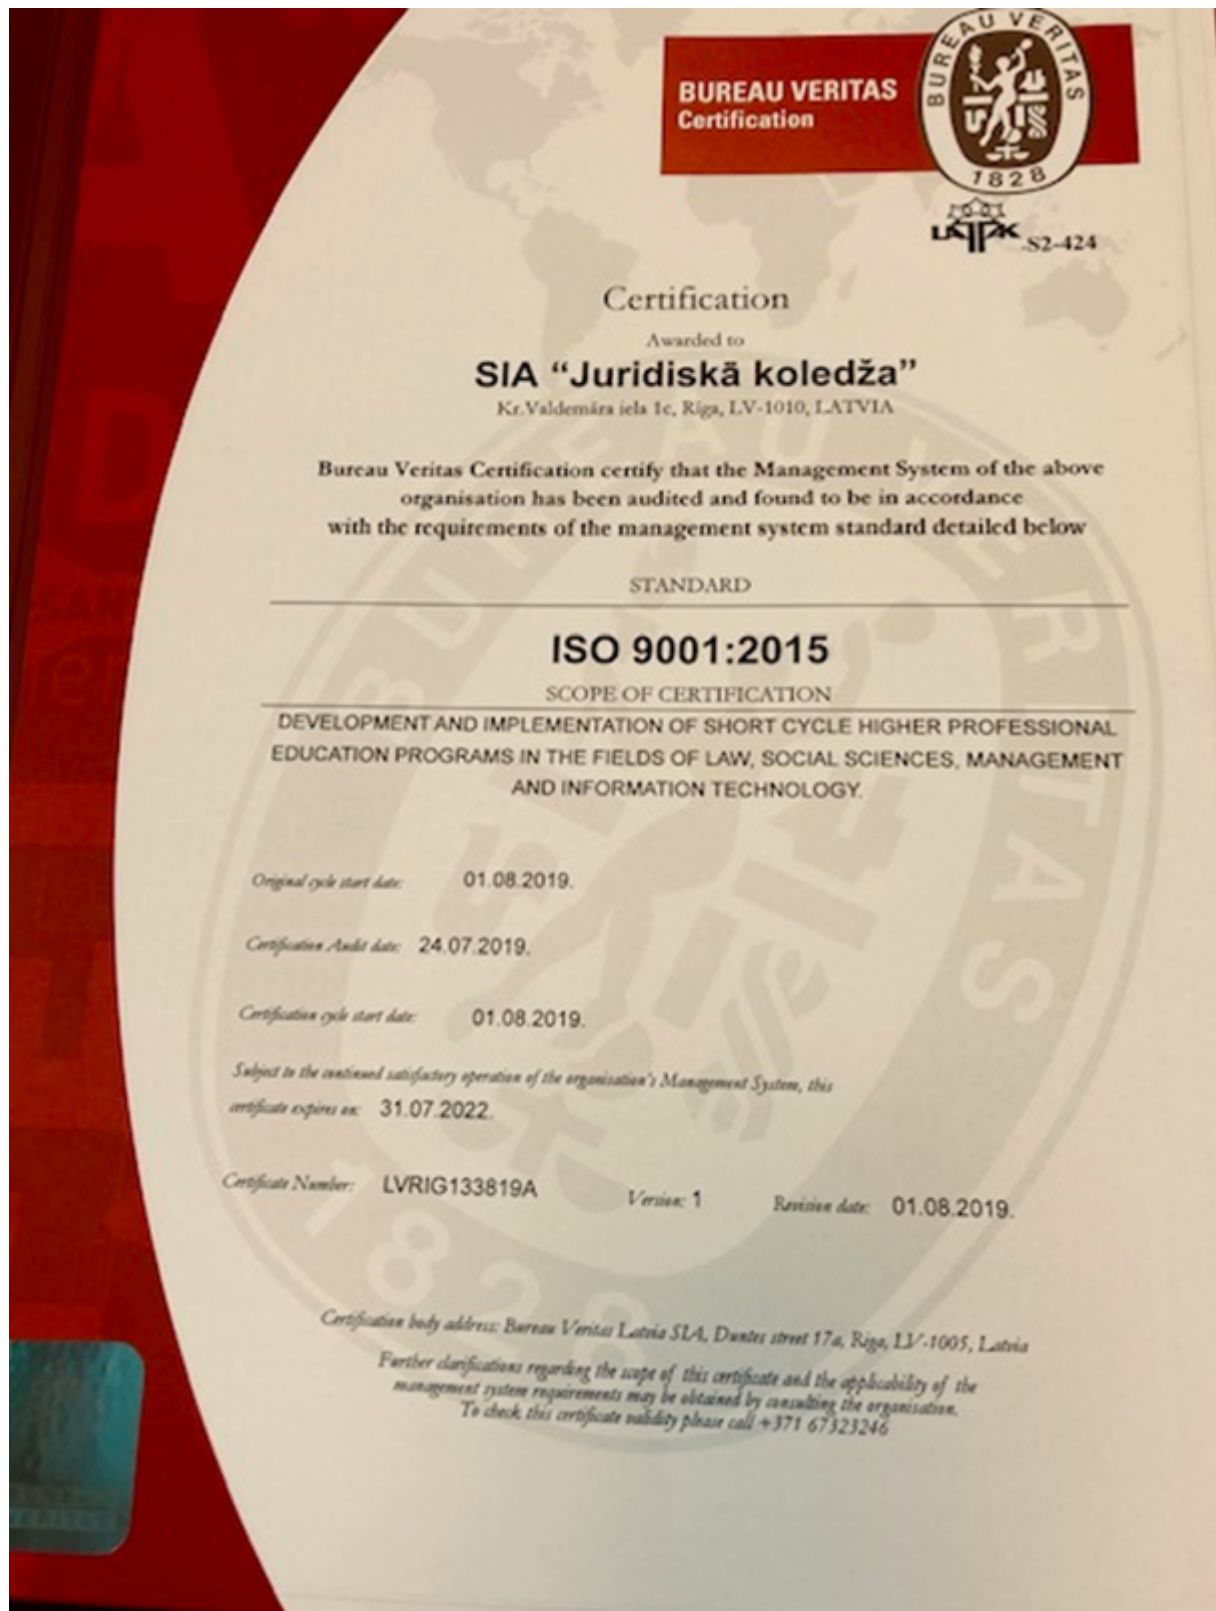 BUREAU VERITAS
Certification
BUREAU VERITAS
1828
LATAK
S2-424
Certification
Awarded to
SIA “Juridiskā koledža”
Kr.Valdemāra iela 1c, Rīga, LV-1010, LATVIA
Bureau Veritas Certification certify that the Management System of the above
organisation has been audited and found to be in accordance
with the requirements of the management system standard detailed below
STANDARD
ISO 9001:2015
SCOPE OF CERTIFICATION
DEVELOPMENT AND IMPLEMENTATION OF SHORT CYCLE HIGHER PROFESSIONAL
EDUCATION PROGRAMS IN THE FIELDS OF LAW, SOCIAL SCIENCES, MANAGEMENT
AND INFORMATION TECHNOLOGY.
Original cycle start date: 01.08.2019.
Certification Audit date: 24.07.2019.
Certification cycle start date: 01.08.2019.
Subject to the continued satisfactory operation of the organisation's Management System, this
certificate expires on: 31.07.2022.
Certificate Number: LVRIG133819A Version: 1 Revision date: 01.08.2019.
Certification body address: Bureau Veritas Latvia SIA, Duntes street 17a, Riga, LV-1005, Latvia
Further clarifications regarding the scope of this certificate and the applicability of the
management system requirements may be obtained by consulting the organisation.
To check this certificate validity please call +371 67323246
BUREAU VERITAS
1828
VERITAS